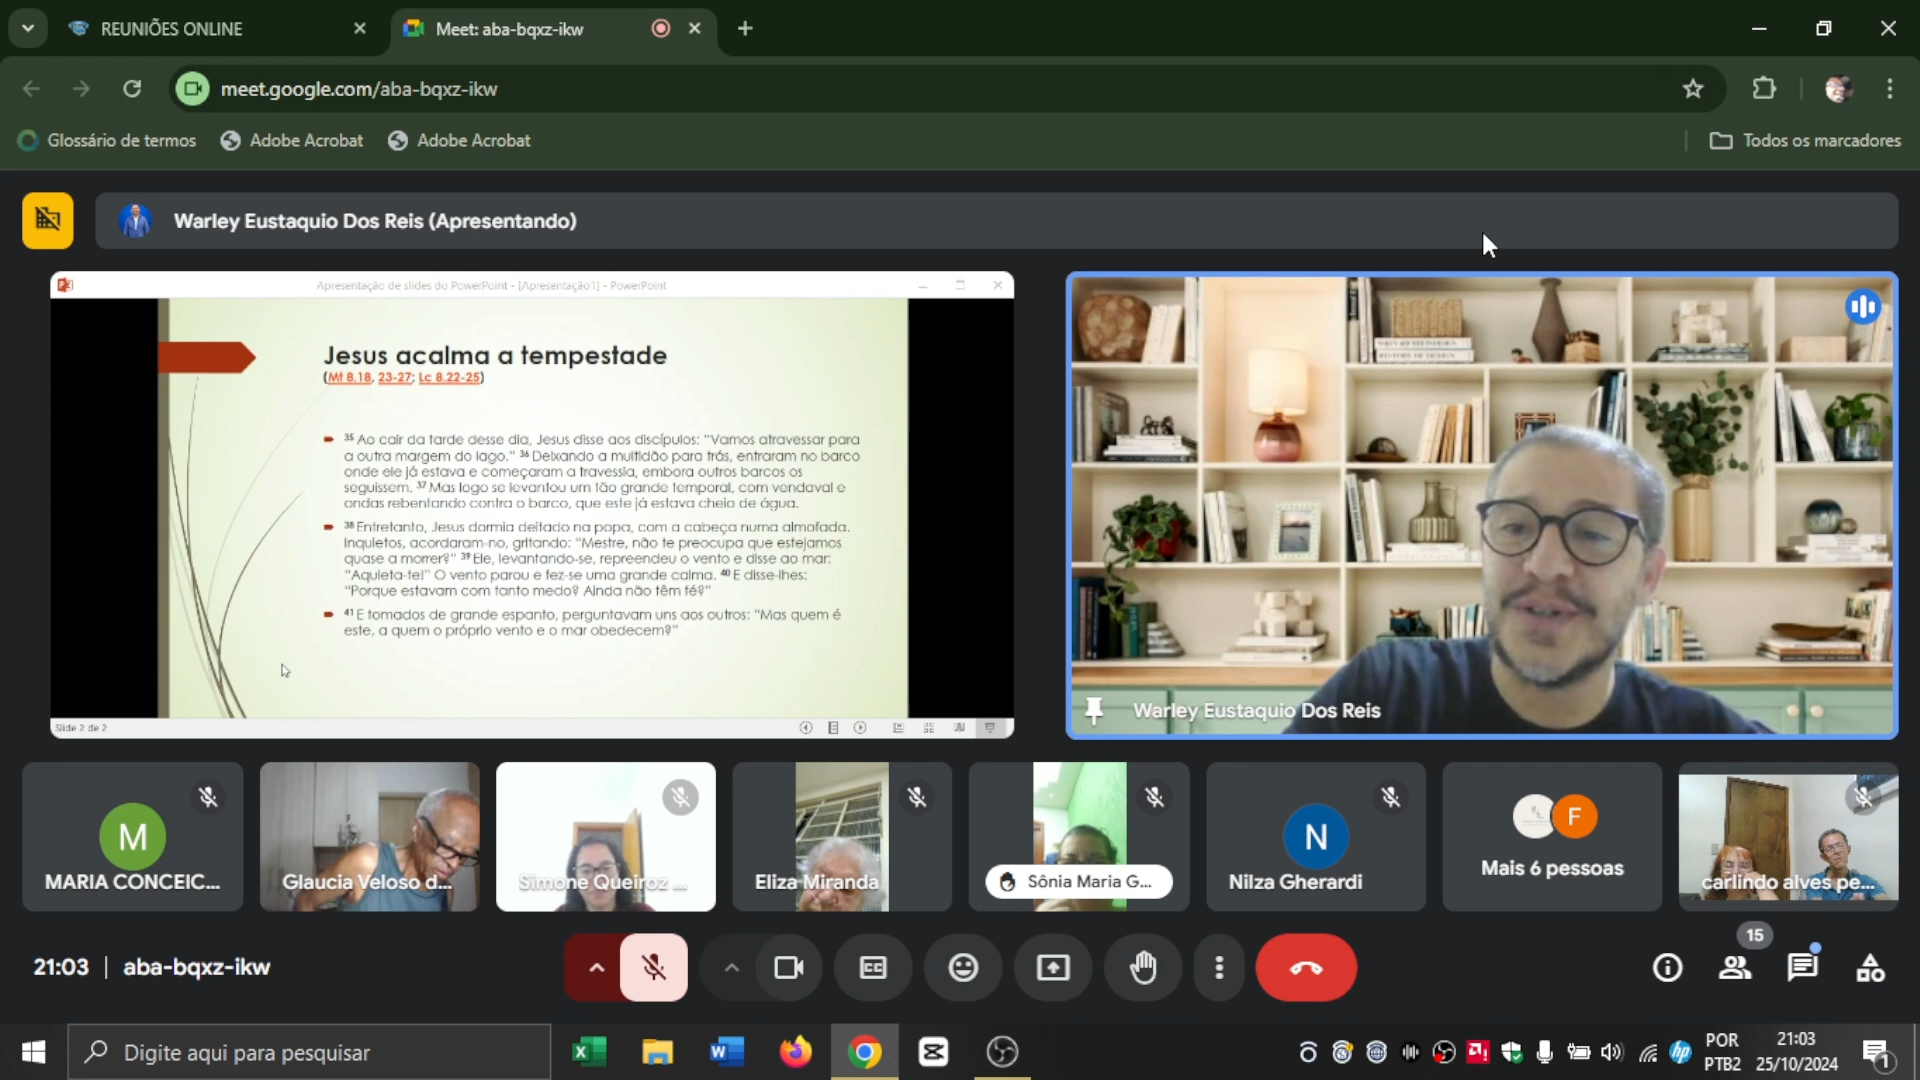 REUNIÕES ONLINE
Meet: aba-bqxz-ikw
meet.google.com/aba-bqxz-ikw
Glossário de termos
Adobe Acrobat
Adobe Acrobat
Todos os marcadores
Warley Eustaquio Dos Reis (Apresentando)
Apresentação de slides do PowerPoint - [Apresentação1] - PowerPoint
Jesus acalma a tempestade
(Mt 8.18, 23-27; Lc 8.22-25)
35 Ao cair da tarde desse dia, Jesus disse aos discípulos: "Vamos atravessar para
a outra margem do lago." 36 Deixando a multidão para trás, entraram no barco
onde ele já estava e começaram a travessia, embora outros barcos os
seguissem. 37 Mas logo se levantou um tão grande temporal, com vendaval e
ondas rebentando contra o barco, que este já estava cheio de água.
38 Entretanto, Jesus dormia deitado na popa, com a cabeça numa almofada.
Inquietos, acordaram-no, gritando: "Mestre, não te preocupa que estejamos
quase a morrer?" 39 Ele, levantando-se, repreendeu o vento e disse ao mar:
"Aquieta-te!" O vento parou e fez-se uma grande calma. 40 E disse-lhes:
"Porque estavam com tanto medo? Ainda não têm fé?"
41 E tomados de grande espanto, perguntavam uns aos outros: "Mas quem é
este, a quem o próprio vento e o mar obedecem?"
Slide 2 de 2
Warley Eustaquio Dos Reis
M
MARIA CONCEIC...
Glaucia Veloso d...
Simone Queiroz ...
Eliza Miranda
Sônia Maria G...
N
Nilza Gherardi
F
Mais 6 pessoas
carlindo alves pe...
21:03 | aba-bqxz-ikw
CC
15
Digite aqui para pesquisar
POR
PTB2
21:03
25/10/2024
1